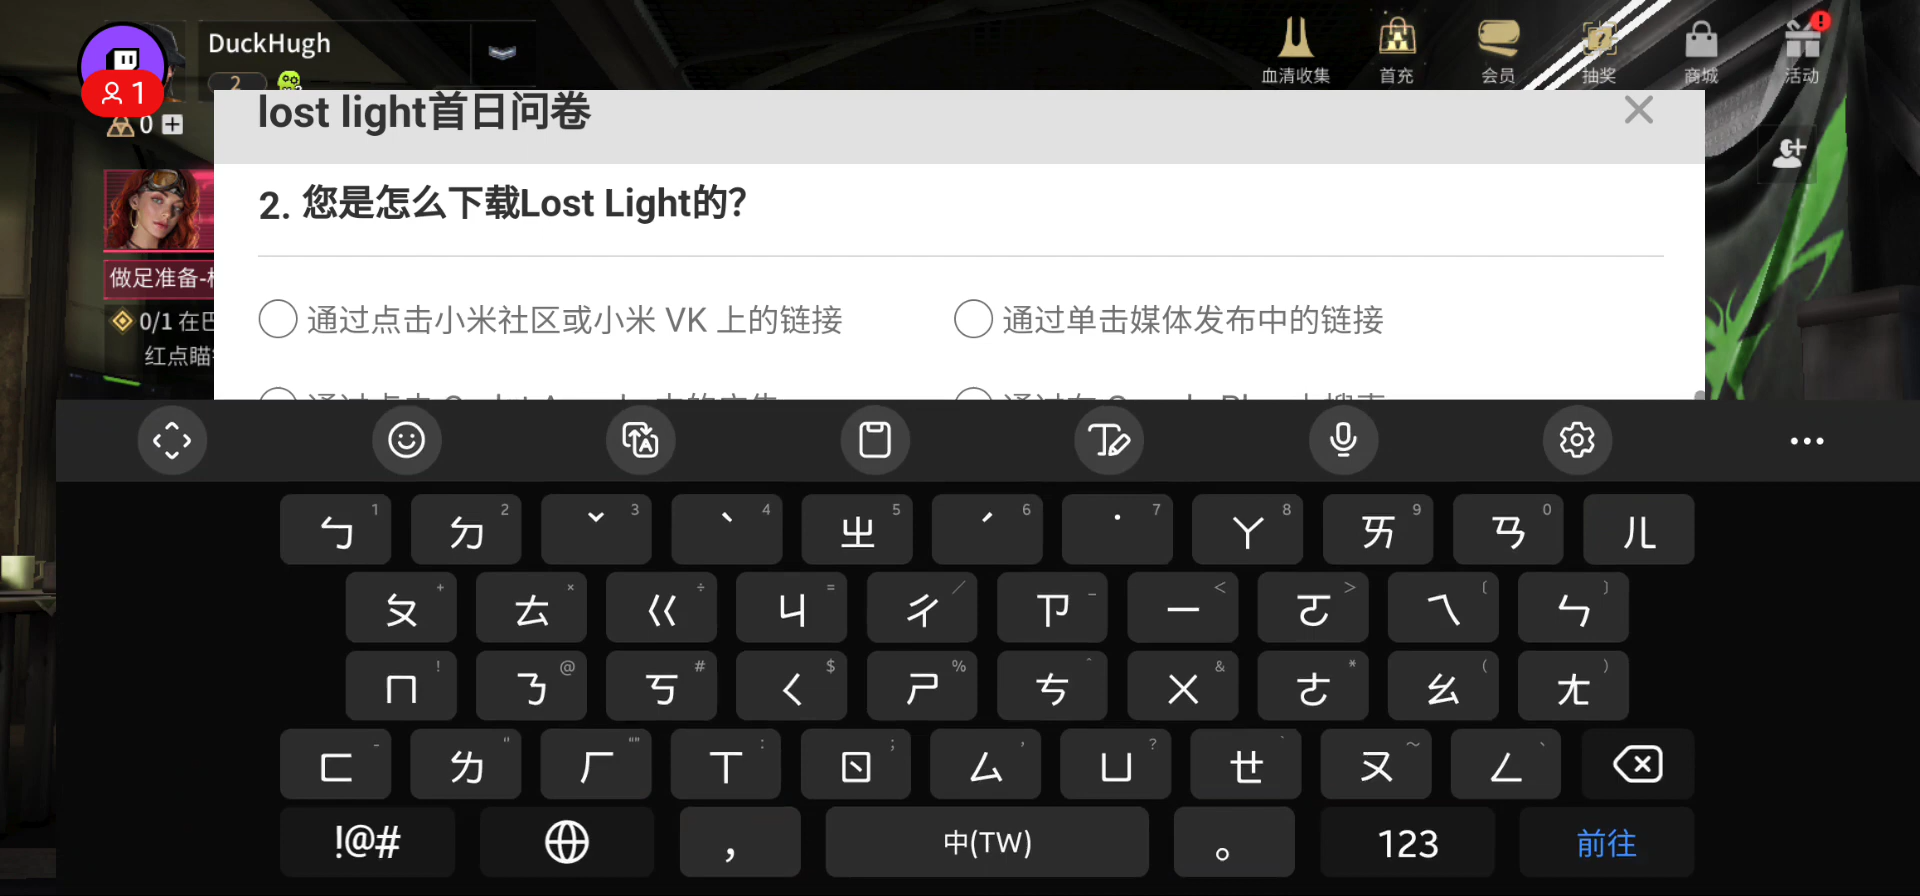 DuckHugh
2
1
0
血清收集
首充
会员
抽奖
商城
活动
lost light首日问卷
做足准备-
0/1 在巴
红点瞄
2. 您是怎么下载Lost Light的?
通过点击小米社区或小米 VK 上的链接
通过单击媒体发布中的链接
ㄅ 1 ㄉ 2 ˇ 3 ˋ 4 ㄓ 5 ˊ 6 ˙ 7 ㄚ 8 ㄞ 9 ㄢ 0 ㄦ
ㄆ + ㄊ × ㄍ ÷ ㄐ = ㄔ / ㄗ _ ㄧ < ㄛ > ㄟ ( ㄣ )
ㄇ ! ㄋ @ ㄎ # ㄑ $ ㄕ % ㄘ ^ ㄨ & ㄜ * ㄠ ( ㄤ )
ㄈ - ㄌ " ㄏ "" ㄒ : ㄖ ; ㄙ ' ㄩ ? ㄝ ` ㄡ ~ ㄥ 、
!@# , 中(TW) 。 123 前往